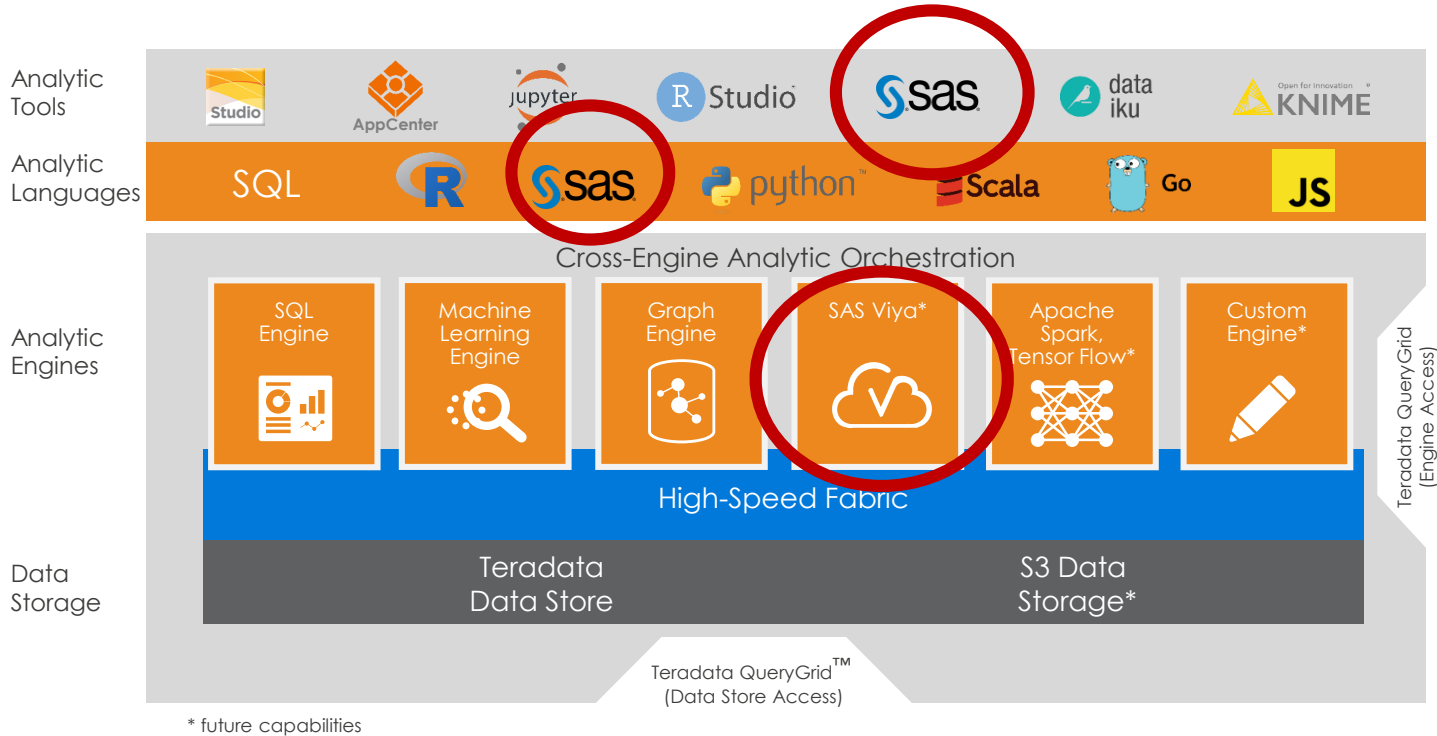 Analytic
Tools
Studio
AppCenter
jupyter
R Studio
sas
data
iku
Open for Innovation
KNIME
Analytic
Languages
SQL
R
sas
python™
Scala
Go
JS
Cross-Engine Analytic Orchestration
Analytic
Engines
SQL
Engine
Machine
Learning
Engine
Graph
Engine
SAS Viya*
Apache
Spark,
Tensor Flow*
Custom
Engine*
Teradata QueryGrid
(Engine Access)
High-Speed Fabric
Data
Storage
Teradata
Data Store
S3 Data
Storage*
Teradata QueryGrid™
(Data Store Access)
* future capabilities